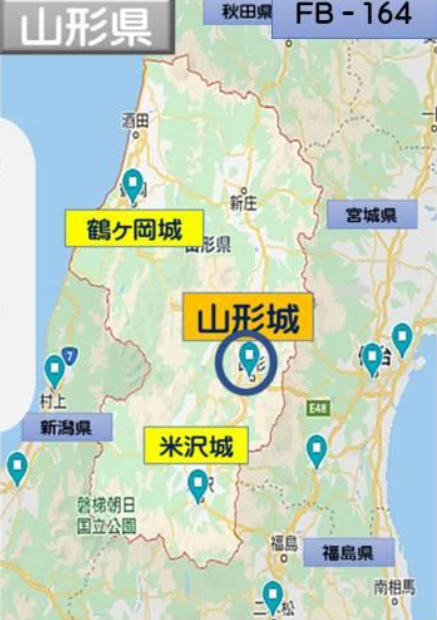 山形県
秋田県
FB－164
酒田
新庄
鶴ヶ岡城
山形県
宮城県
山形城
7
村上
新潟県
E48
米沢城
磐梯朝日
国立公園
福島
福島県
南相馬